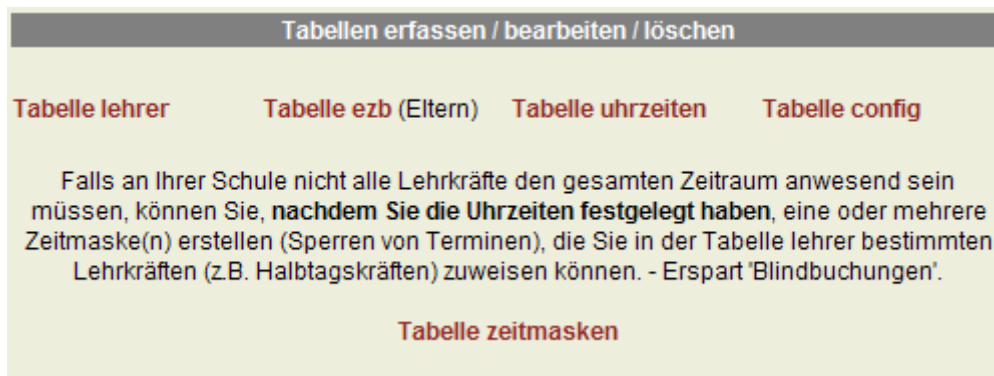 Tabellen erfassen / bearbeiten / löschen
Tabelle lehrer Tabelle ezb (Eltern) Tabelle uhrzeiten Tabelle config
Falls an Ihrer Schule nicht alle Lehrkräfte den gesamten Zeitraum anwesend sein
müssen, können Sie, nachdem Sie die Uhrzeiten festgelegt haben, eine oder mehrere
Zeitmaske(n) erstellen (Sperren von Terminen), die Sie in der Tabelle lehrer bestimmten
Lehrkräften (z.B. Halbtagskräften) zuweisen können. - Erspart 'Blindbuchungen'.
Tabelle zeitmasken